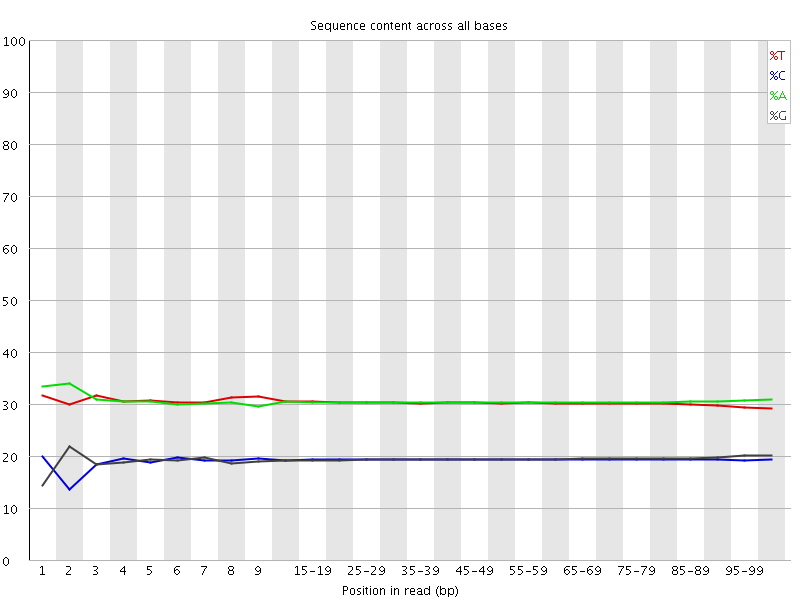 Sequence content across all bases
100
%T
%C
90
%A
%G
80
70
60
50
40
30
20
10
0
1 2 3 4 5 6 7 8 9 15-19 25-29 35-39 45-49 55-59 65-69 75-79 85-89 95-99
Position in read (bp)